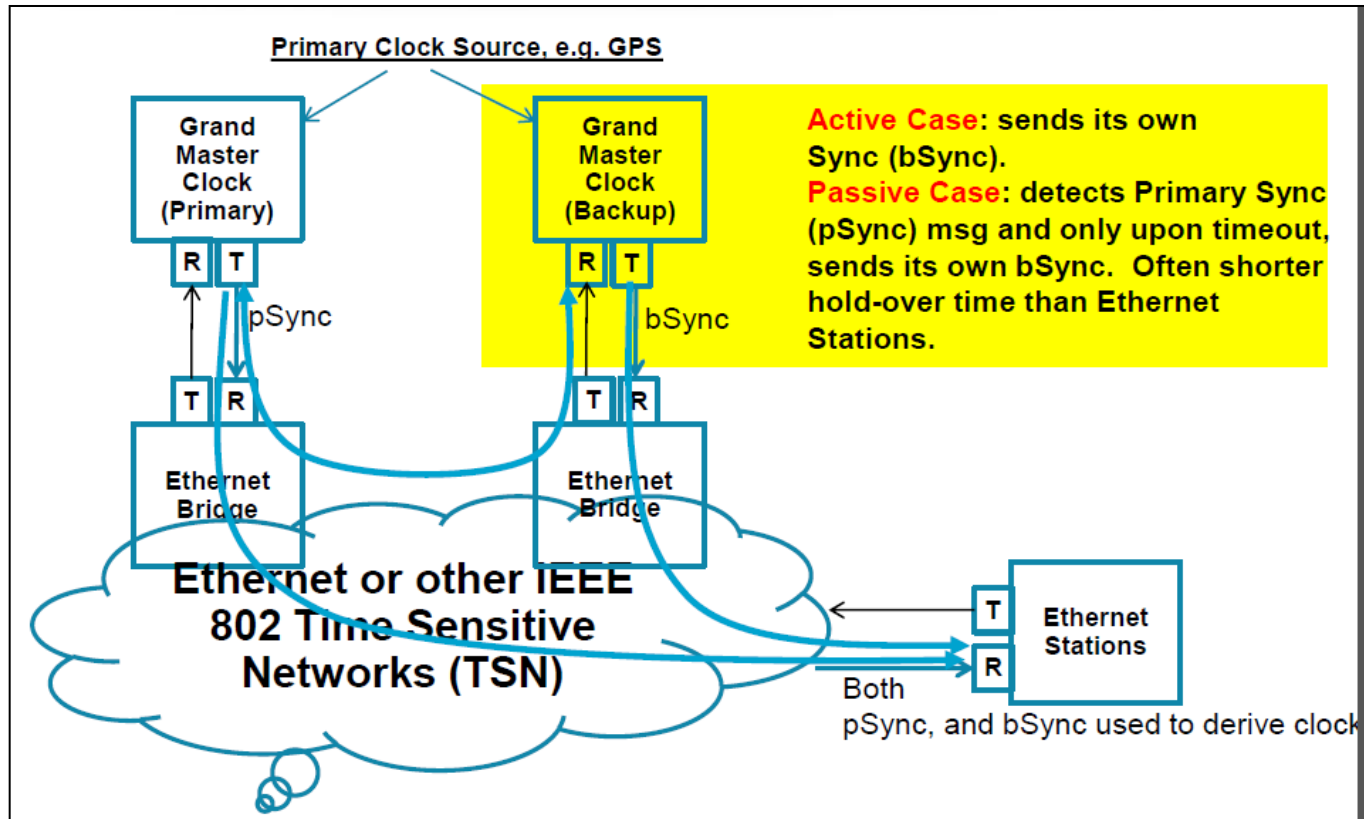 Primary Clock Source, e.g. GPS
Grand
Master
Clock
(Primary)
R
T
pSync
T
R
Ethernet
Bridge
Grand
Master
Clock
(Backup)
R
T
bSync
T
R
Ethernet
Bridge
Active Case: sends its own
Sync (bSync).
Passive Case: detects Primary Sync
(pSync) msg and only upon timeout,
sends its own bSync. Often shorter
hold-over time than Ethernet
Stations.
Ethernet or other IEEE
802 Time Sensitive
Networks (TSN)
T
R
Ethernet
Stations
Both
pSync, and bSync used to derive clock